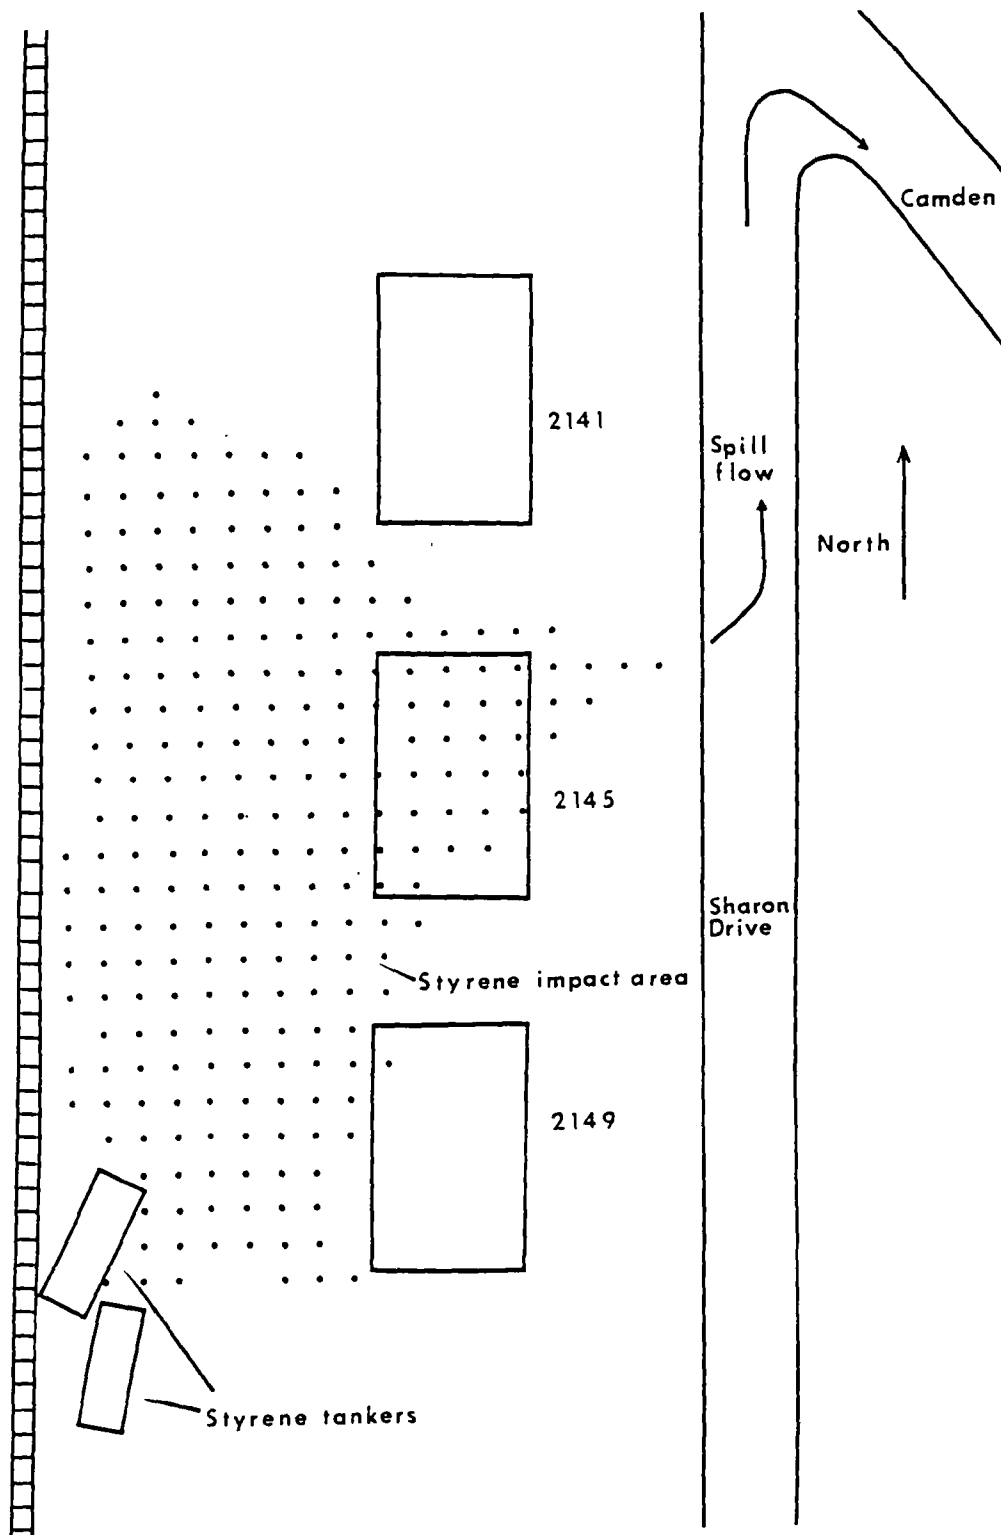 Camden
2141
Spill
flow
North
2145
Sharon
Drive
Styrene impact area
2149
Styrene tankers